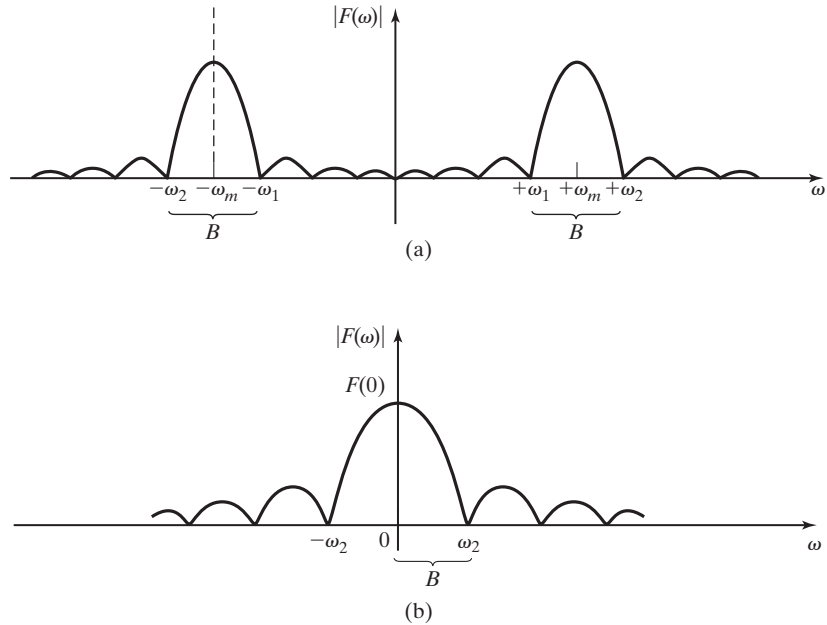 |F(ω)|
−ω₂ −ωₘ −ω₁ +ω₁ +ωₘ +ω₂ ω
B B
(a)
|F(ω)|
F(0)
−ω₂ 0 ω₂ ω
B
(b)